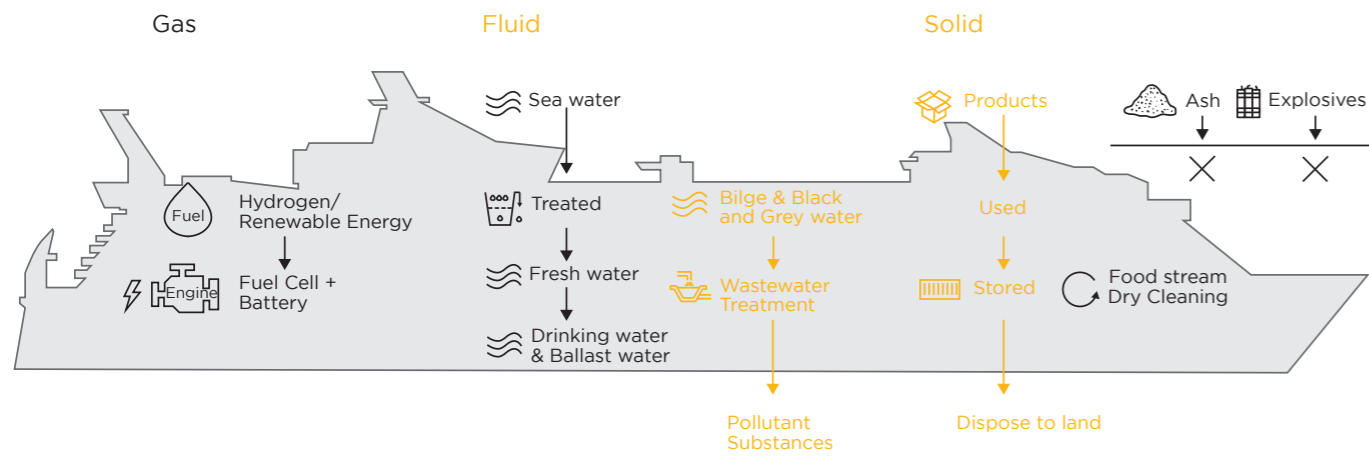 Gas
Fluid
Solid
Fuel
Hydrogen/
Renewable Energy
Engine
Fuel Cell +
Battery
Sea water
Treated
Fresh water
Drinking water
& Ballast water
Bilge & Black
and Grey water
Wastewater
Treatment
Pollutant
Substances
Products
Used
Stored
Dispose to land
Food stream
Dry Cleaning
Ash
Explosives